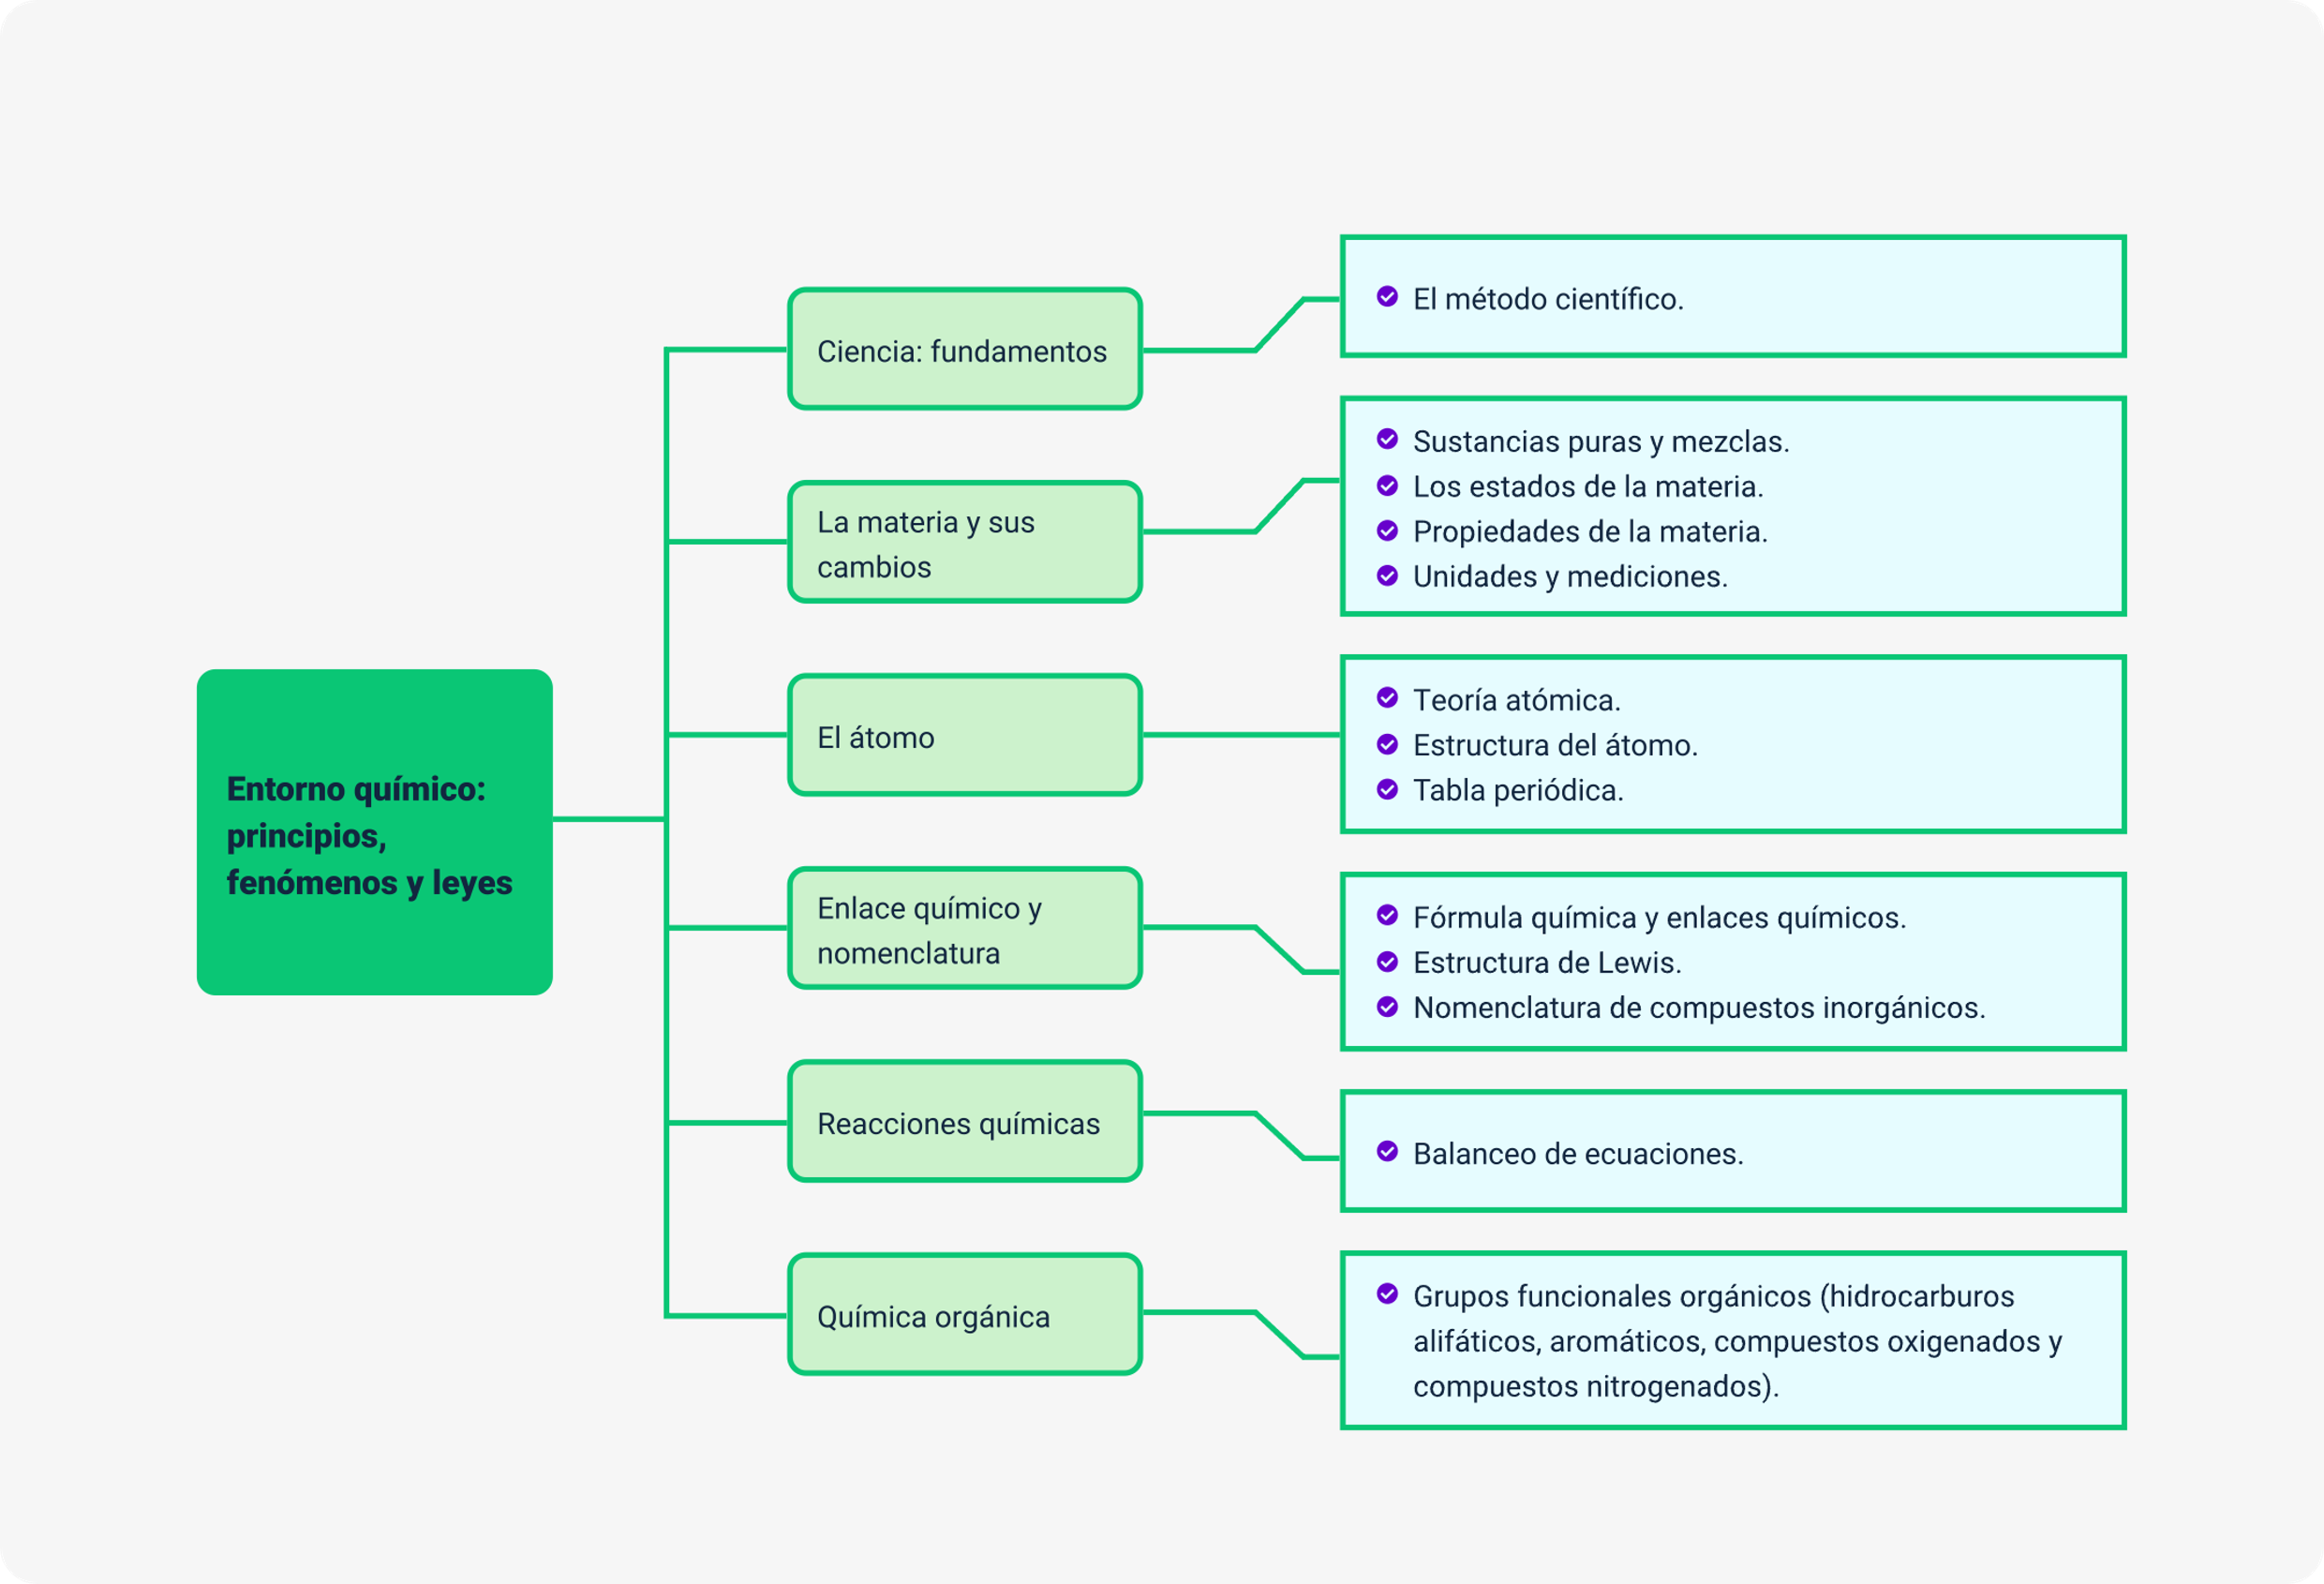 Entorno químico:
principios,
fenómenos y leyes
Ciencia: fundamentos
El método científico.
La materia y sus
cambios
Sustancias puras y mezclas.
Los estados de la materia.
Propiedades de la materia.
Unidades y mediciones.
El átomo
Teoría atómica.
Estructura del átomo.
Tabla periódica.
Enlace químico y
nomenclatura
Fórmula química y enlaces químicos.
Estructura de Lewis.
Nomenclatura de compuestos inorgánicos.
Reacciones químicas
Balanceo de ecuaciones.
Química orgánica
Grupos funcionales orgánicos (hidrocarburos
alifáticos, aromáticos, compuestos oxigenados y
compuestos nitrogenados).